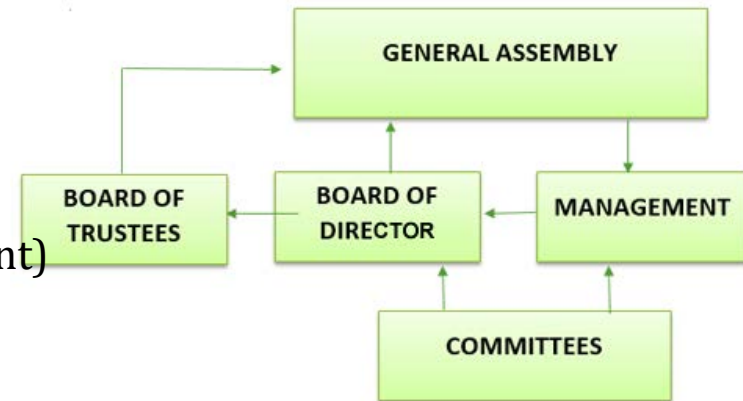 GENERAL ASSEMBLY
BOARD OF
TRUSTEES
BOARD OF
DIRECTOR
MANAGEMENT
nt)
COMMITTEES